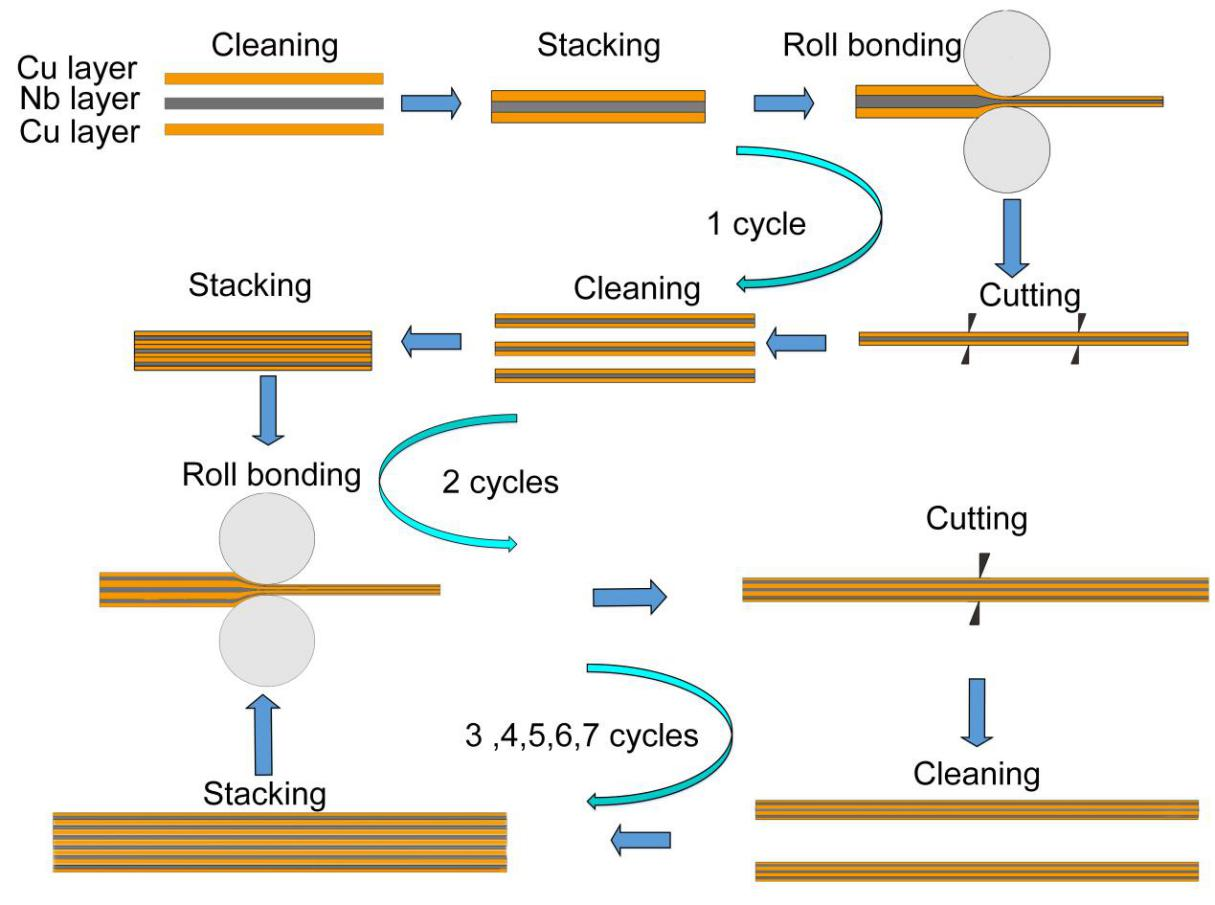 Cleaning
Stacking
Roll bonding
Cu layer
Nb layer
Cu layer
1 cycle
Stacking
Cleaning
Cutting
Roll bonding
2 cycles
Cutting
3 ,4,5,6,7 cycles
Stacking
Cleaning